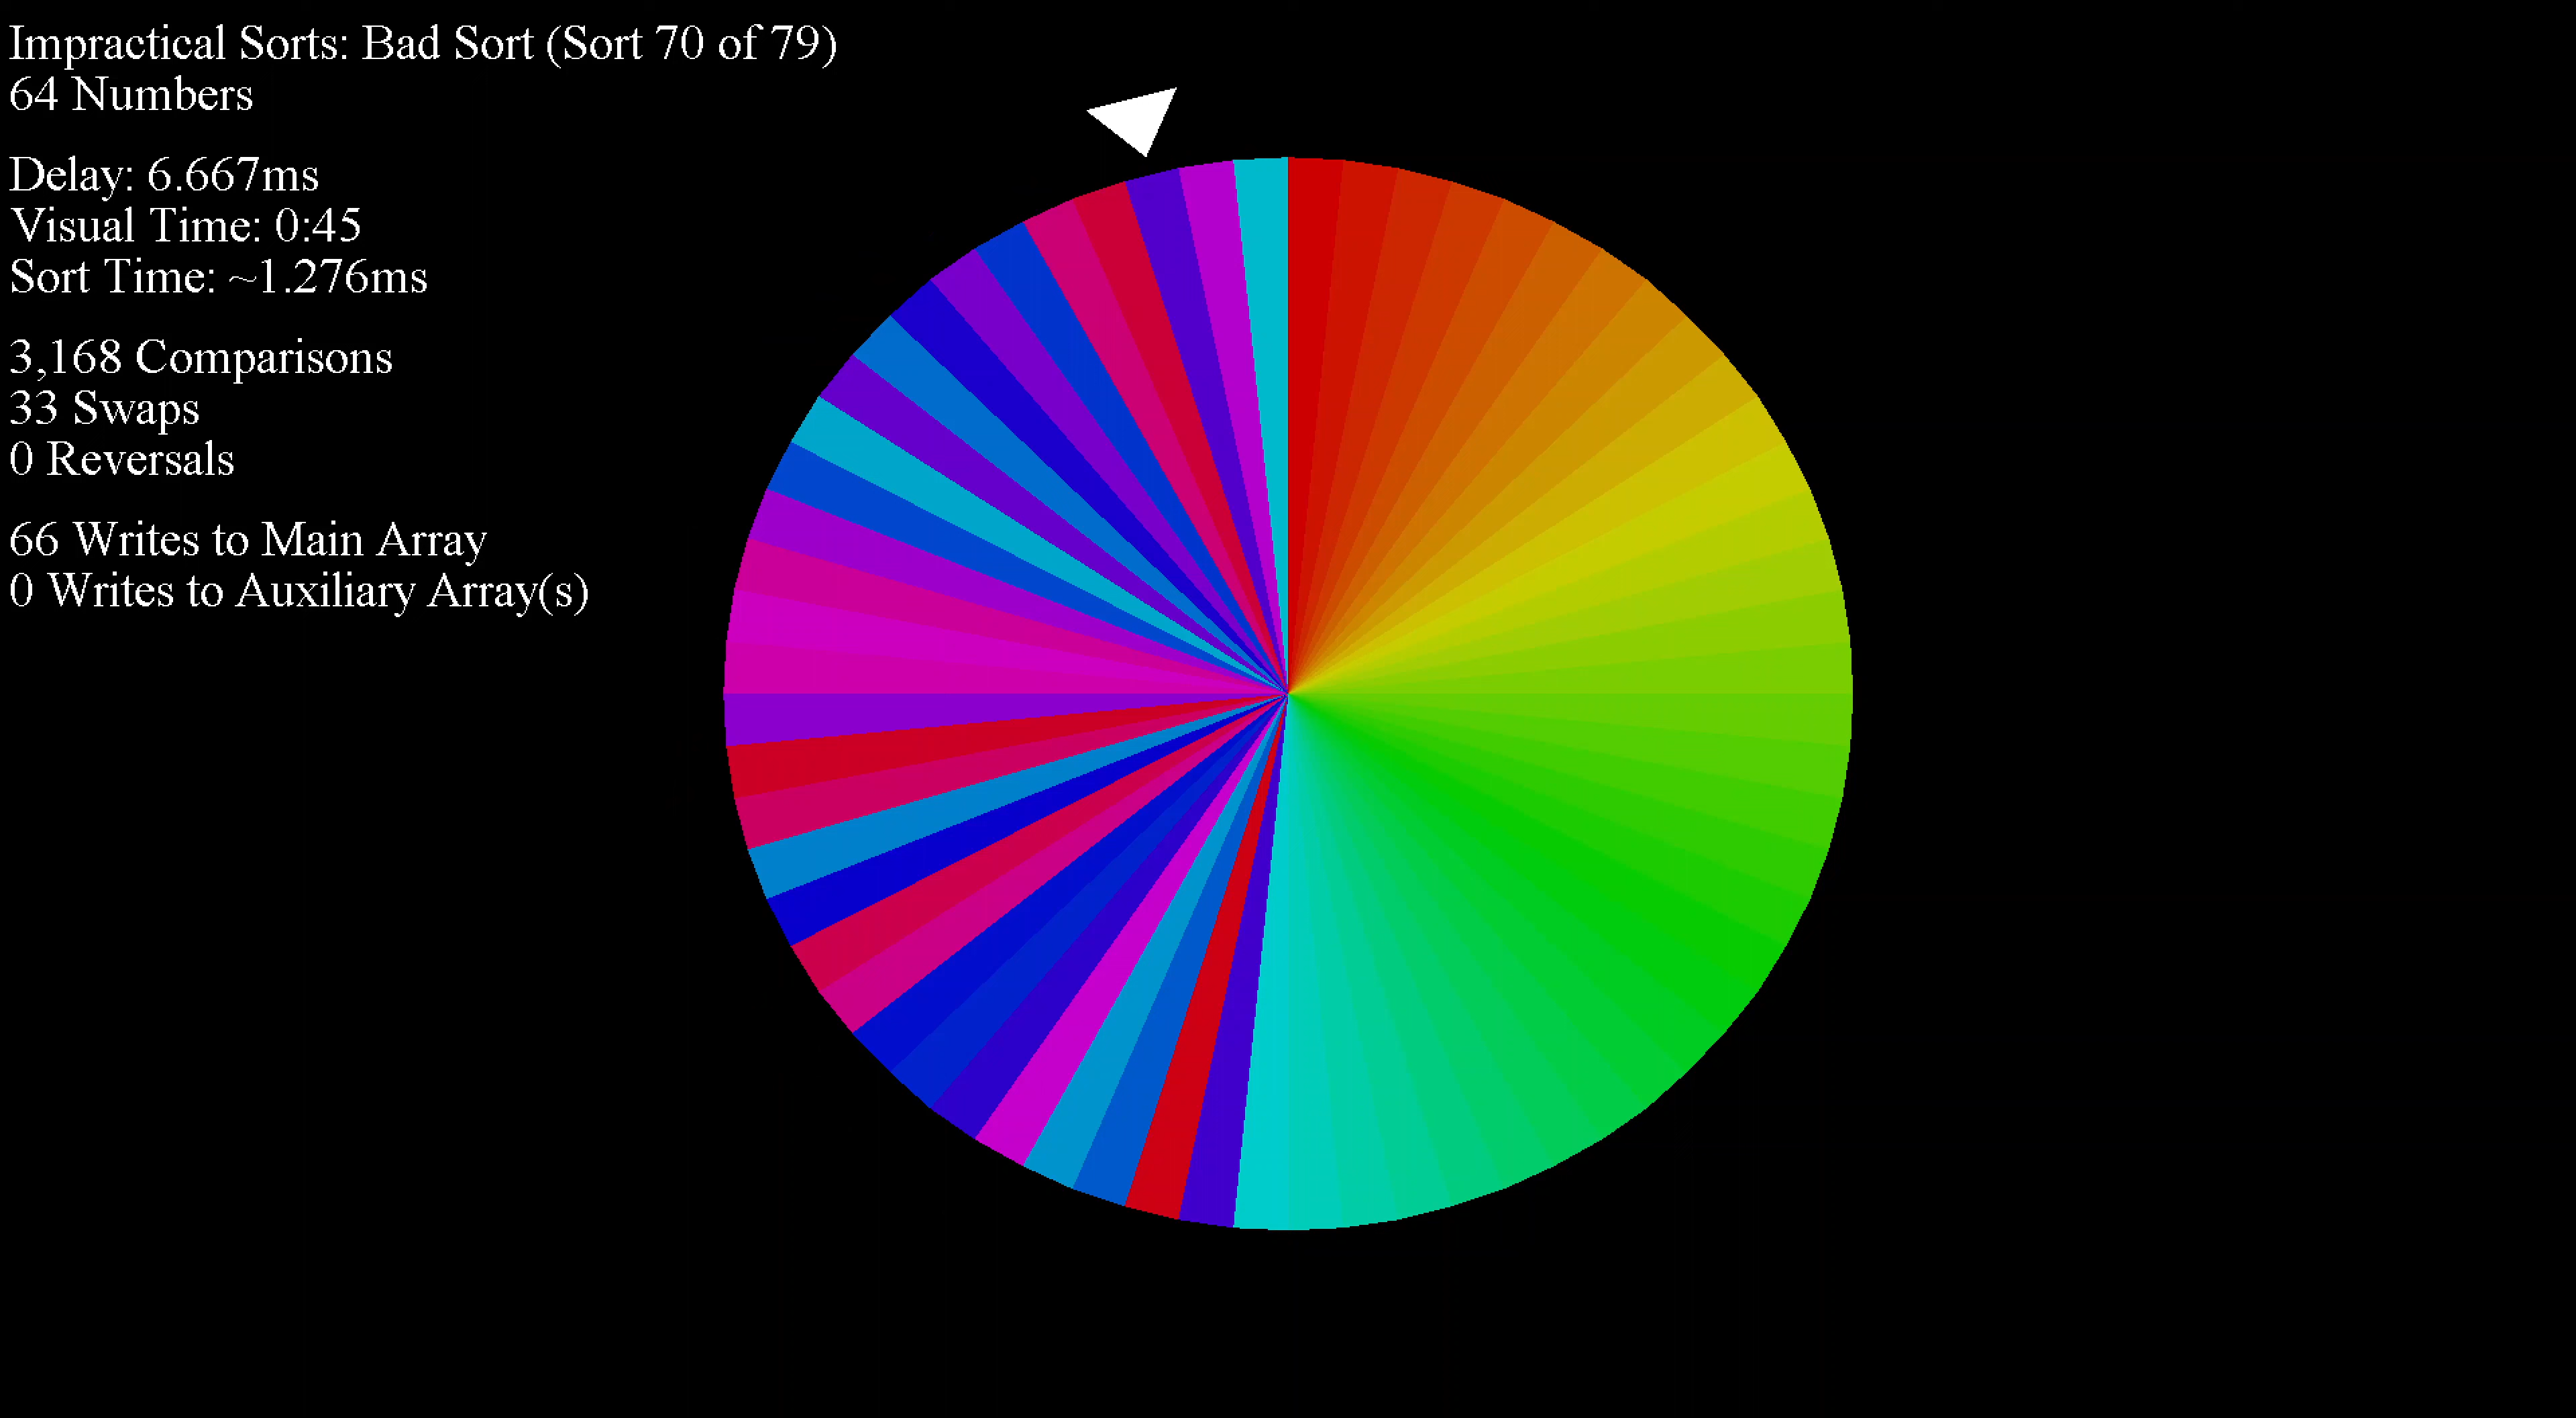 Impractical Sorts: Bad Sort (Sort 70 of 79)
64 Numbers
Delay: 6.667ms
Visual Time: 0:45
Sort Time: ~1.276ms
3,168 Comparisons
33 Swaps
0 Reversals
66 Writes to Main Array
0 Writes to Auxiliary Array(s)